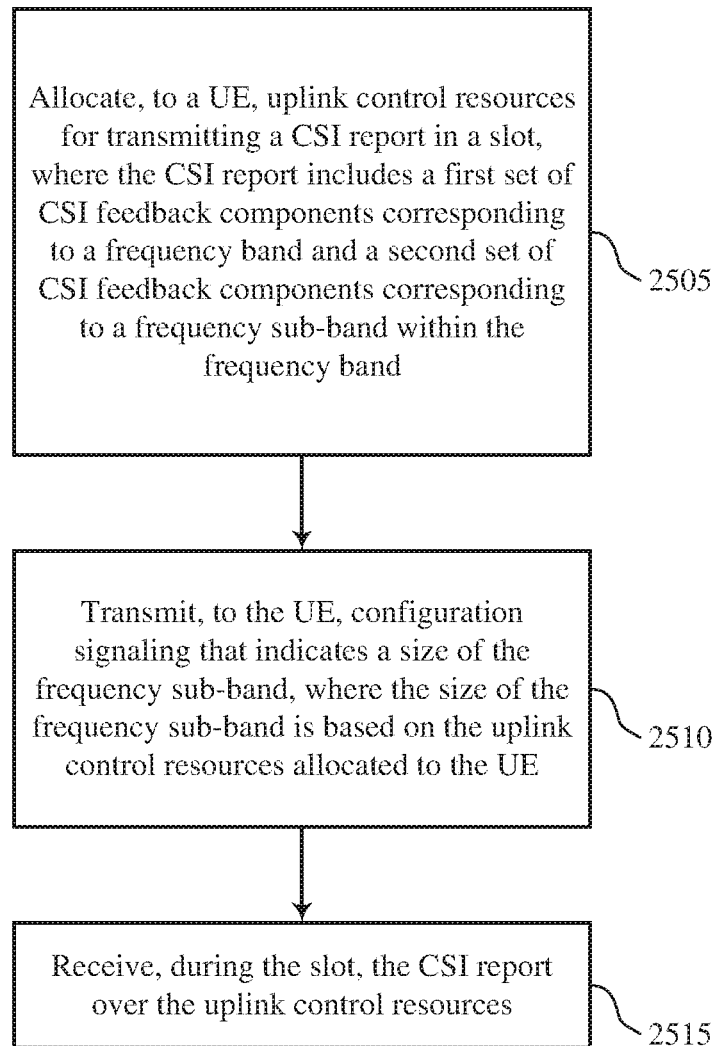 Allocate, to a UE, uplink control resources
for transmitting a CSI report in a slot,
where the CSI report includes a first set of
CSI feedback components corresponding
to a frequency band and a second set of
CSI feedback components corresponding
to a frequency sub-band within the
frequency band
2505
Transmit, to the UE, configuration
signaling that indicates a size of the
frequency sub-band, where the size of the
frequency sub-band is based on the uplink
control resources allocated to the UE
2510
Receive, during the slot, the CSI report
over the uplink control resources
2515